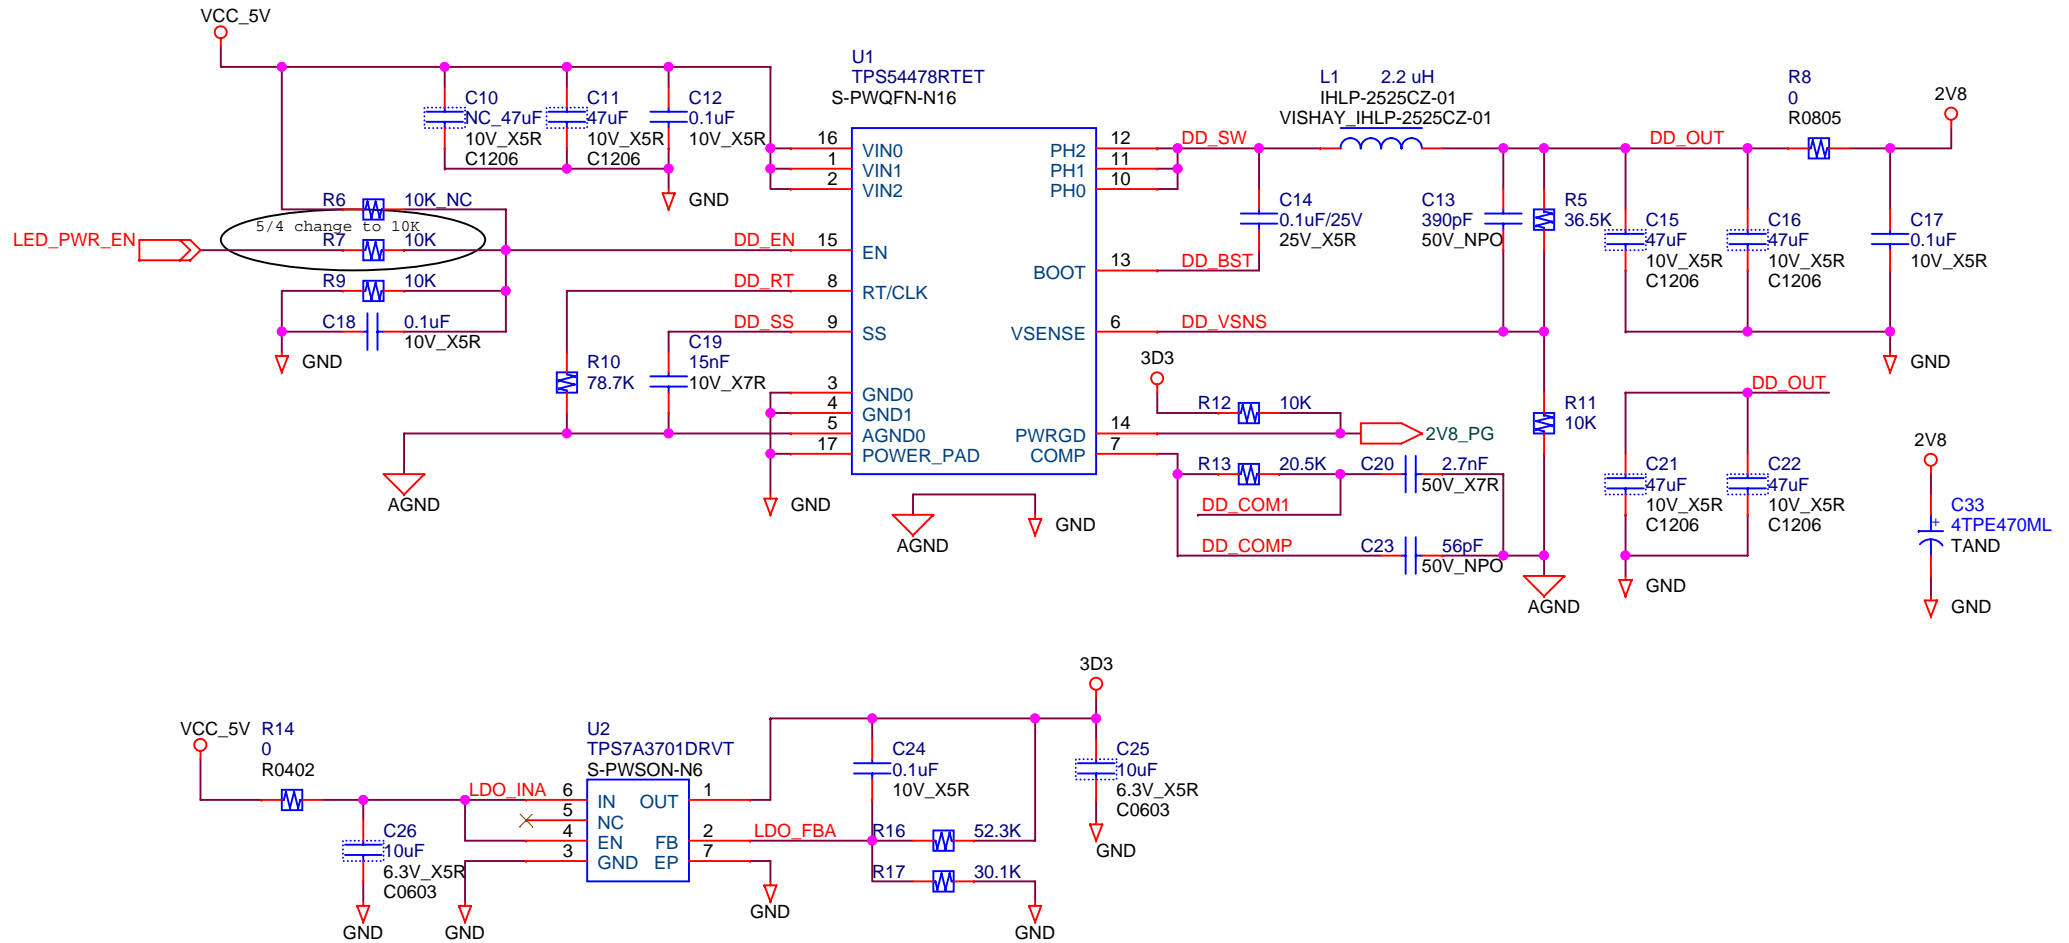 VCC_5V
U1
TPS54478RTET
S-PWQFN-N16
C10
NC_47uF
10V_X5R
C1206
C11
47uF
10V_X5R
C1206
C12
0.1uF
10V_X5R
GND
L1 2.2 uH
IHLP-2525CZ-01
VISHAY_IHLP-2525CZ-01
R8
0
R0805
2V8
16 VIN0
1 VIN1
2 VIN2
15 EN
8 RT/CLK
9 SS
3 GND0
4 GND1
5 AGND0
17 POWER_PAD
PH2 12
PH1 11
PH0 10
BOOT 13
VSENSE 6
PWRGD 14
COMP 7
DD_SW
DD_OUT
R6 10K_NC
5/4 change to 10K
LED_PWR_EN
R7 10K
DD_EN
R9 10K
C18 0.1uF
10V_X5R
GND
DD_RT
DD_SS
R10
78.7K
C19
15nF
10V_X7R
AGND
GND
AGND
GND
C14
0.1uF/25V
25V_X5R
DD_BST
C13
390pF
50V_NPO
R5
36.5K
C15
47uF
10V_X5R
C1206
C16
47uF
10V_X5R
C1206
C17
0.1uF
10V_X5R
GND
DD_VSNS
3D3
R12 10K
2V8_PG
R13 20.5K
C20 2.7nF
50V_X7R
DD_COM1
DD_COMP
C23 56pF
50V_NPO
R11
10K
AGND
DD_OUT
C21
47uF
10V_X5R
C1206
C22
47uF
10V_X5R
C1206
GND
2V8
C33
+
4TPE470ML
TAND
GND
VCC_5V
R14
0
R0402
U2
TPS7A3701DRVT
S-PWSON-N6
LDO_INA
6 IN
5 NC
4 EN
3 GND
OUT 1
FB 2
EP 7
C26
10uF
6.3V_X5R
C0603
GND
GND
3D3
C24
0.1uF
10V_X5R
C25
10uF
6.3V_X5R
C0603
GND
LDO_FBA
R16 52.3K
R17 30.1K
GND
GND